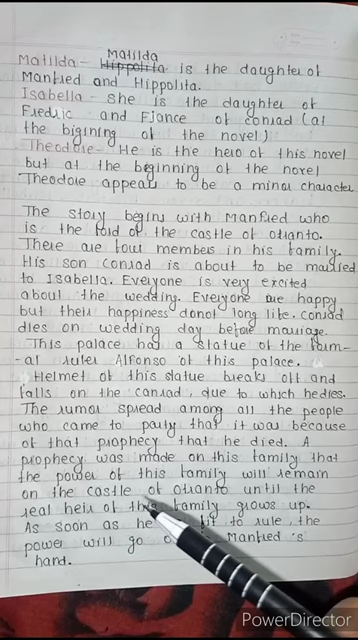 Matilda
Matilda- Hippolita is the daughter of
Manfred and Hippolita.
Isabella - She is the daughter of
Fredric and Fiance of conrad (at
the bigining of the novel)
Theodore- He is the hero of this novel
but at the beginning of the novel
Theodore appears to be a minor character
The story begins with Manfred who
is the lord of the castle of otranto.
There are four members in his family.
His son Conrad is about to be married
to Isabella. Everyone is very excited
about the wedding. Everyone are happy
but their happiness donot long life. Conrad
dies on wedding day before mariage.
This palace had a statue of the form-
-al ruler Alfonso of this palace.
Helmet of this statue breaks off and
falls on the canrad, due to which he dies.
The rumor spread among all the people
who came to party that it was because
of that prophecy that he died. A
prophecy was made on this family that
the power of this family will remain
on the castle of otranto until the
real heir of this family grows up.
As soon as he to rule, the
power will go Manfred's
hand.
PowerDirector